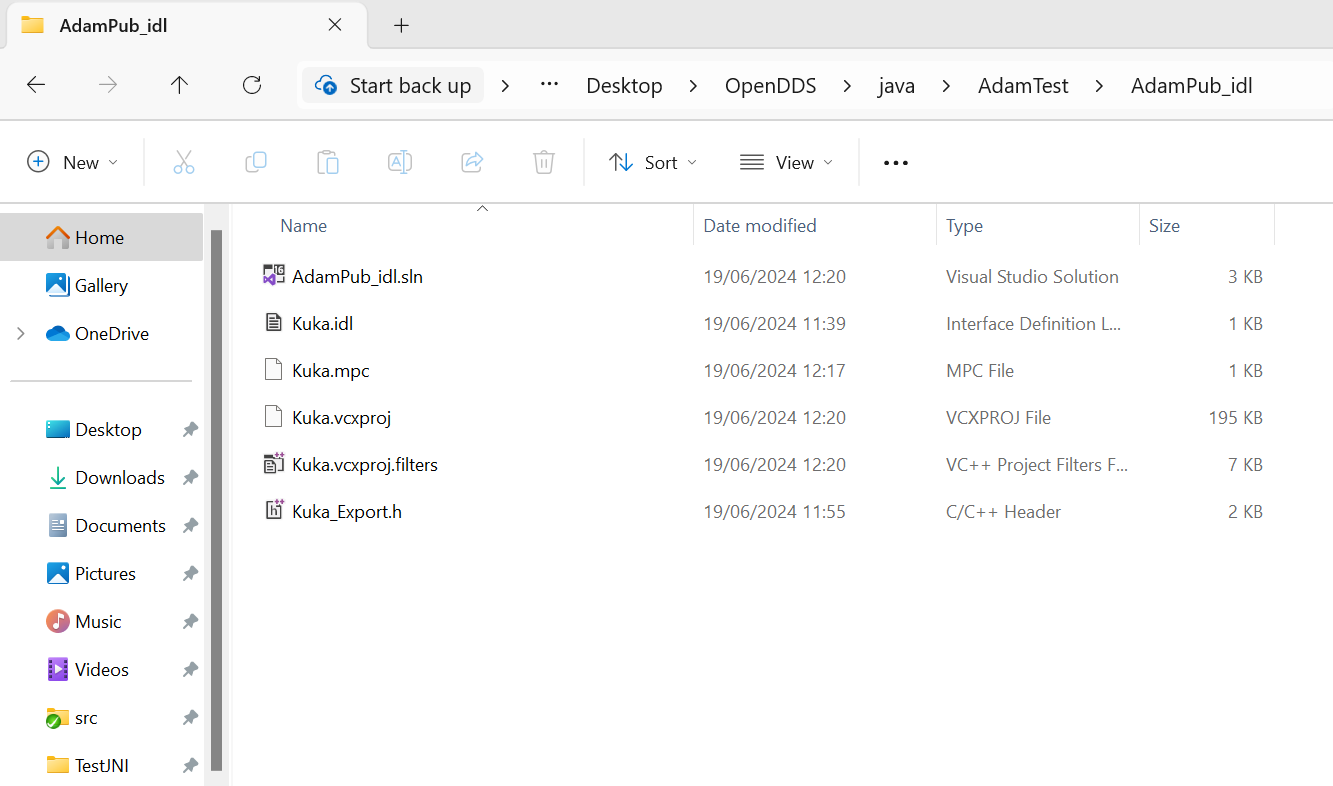 AdamPub_idl
Start back up > ... Desktop > OpenDDS > java > AdamTest > AdamPub_idl
New Sort View
Name Date modified Type Size
Home
Gallery
OneDrive
Desktop
Downloads
Documents
Pictures
Music
Videos
src
TestJNI
AdamPub_idl.sln 19/06/2024 12:20 Visual Studio Solution 3 KB
Kuka.idl 19/06/2024 11:39 Interface Definition L... 1 KB
Kuka.mpc 19/06/2024 12:17 MPC File 1 KB
Kuka.vcxproj 19/06/2024 12:20 VCXPROJ File 195 KB
Kuka.vcxproj.filters 19/06/2024 12:20 VC++ Project Filters F... 7 KB
Kuka_Export.h 19/06/2024 11:55 C/C++ Header 2 KB